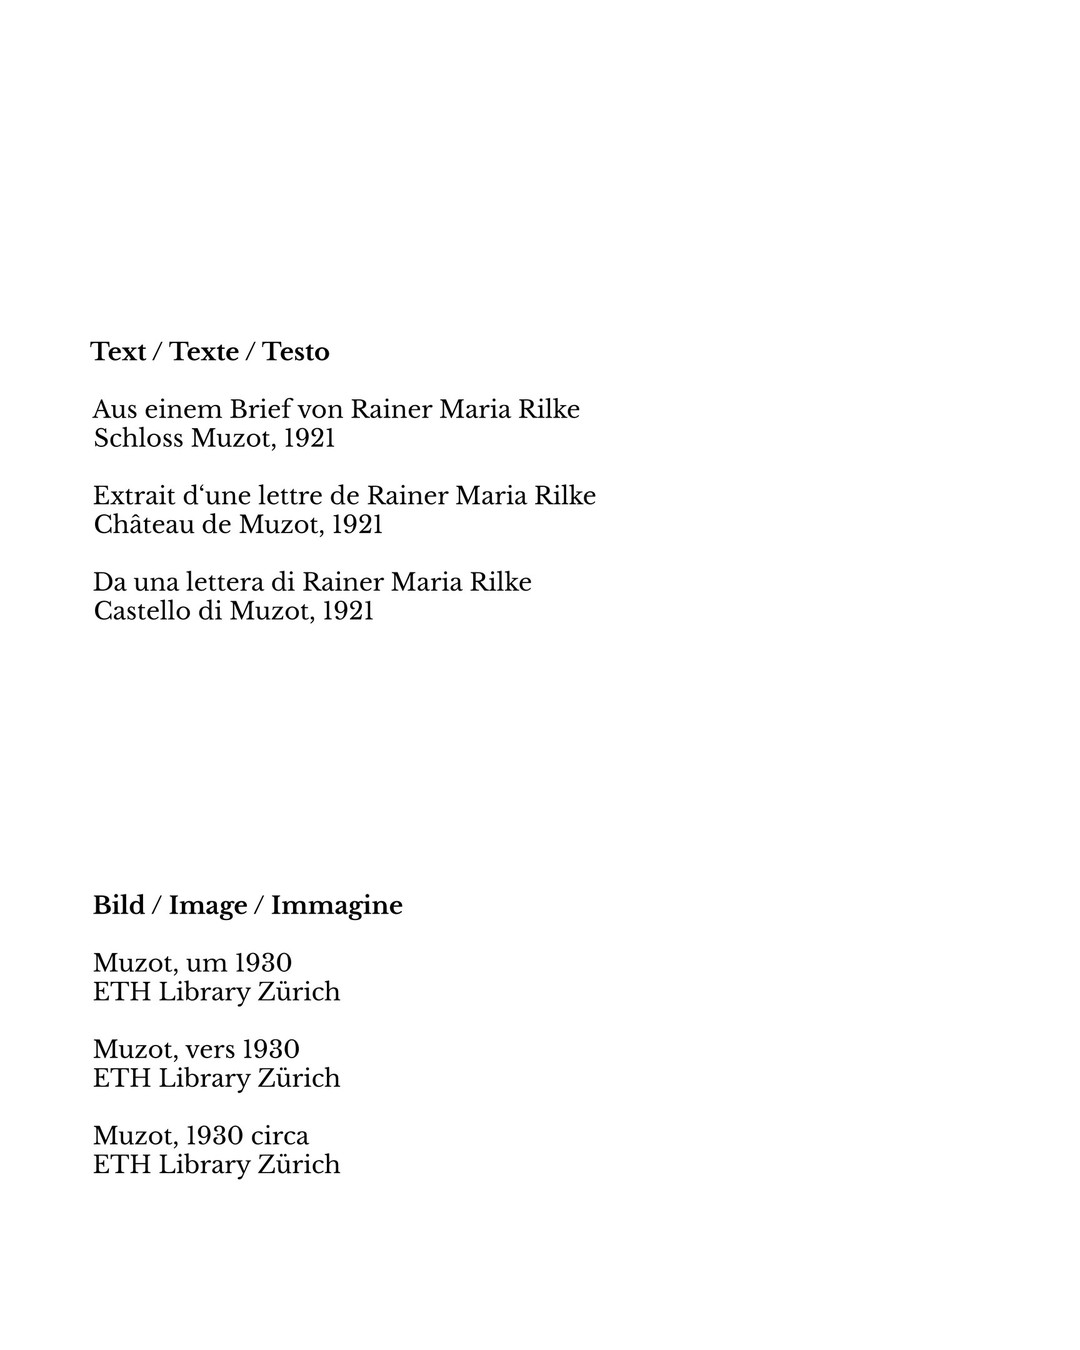 Text / Texte / Testo
Aus einem Brief von Rainer Maria Rilke
Schloss Muzot, 1921
Extrait d‘une lettre de Rainer Maria Rilke
Château de Muzot, 1921
Da una lettera di Rainer Maria Rilke
Castello di Muzot, 1921
Bild / Image / Immagine
Muzot, um 1930
ETH Library Zürich
Muzot, vers 1930
ETH Library Zürich
Muzot, 1930 circa
ETH Library Zürich